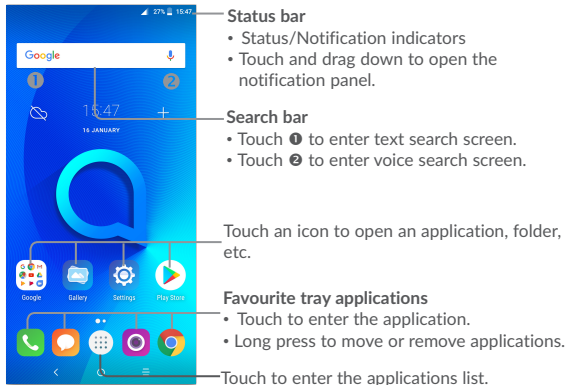 27% 15:47
Status bar
• Status/Notification indicators
• Touch and drag down to open the
notification panel.
Google
❶ ❷
15:47
16 JANUARY
Search bar
• Touch ❶ to enter text search screen.
• Touch ❷ to enter voice search screen.
Touch an icon to open an application, folder,
etc.
Google Gallery Settings Play Store
Favourite tray applications
• Touch to enter the application.
• Long press to move or remove applications.
Touch to enter the applications list.